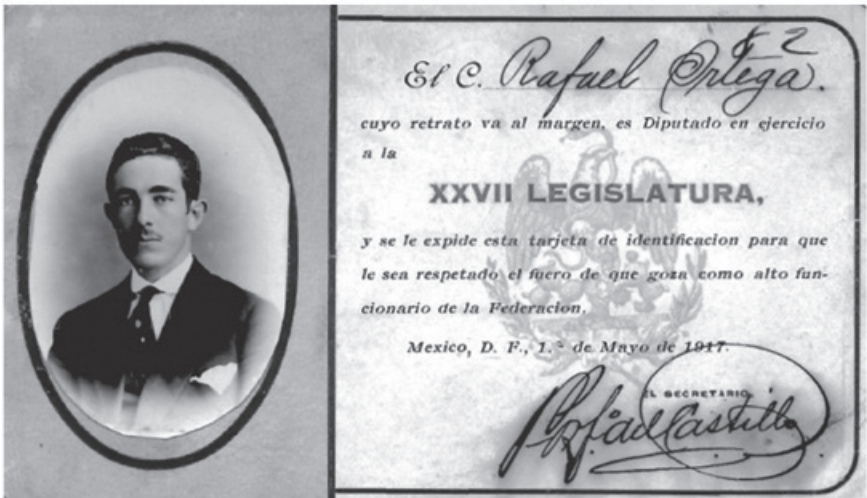 & 2
El C. Rafael Ortega.
cuyo retrato va al margen, es Diputado en ejercicio
a la
XXVII LEGISLATURA,
y se le expide esta tarjeta de identificacion para que
le sea respetado el fuero de que goza como alto fun-
cionario de la Federacion.
Mexico, D. F., 1.º de Mayo de 1917.
EL SECRETARIO,
Castillo